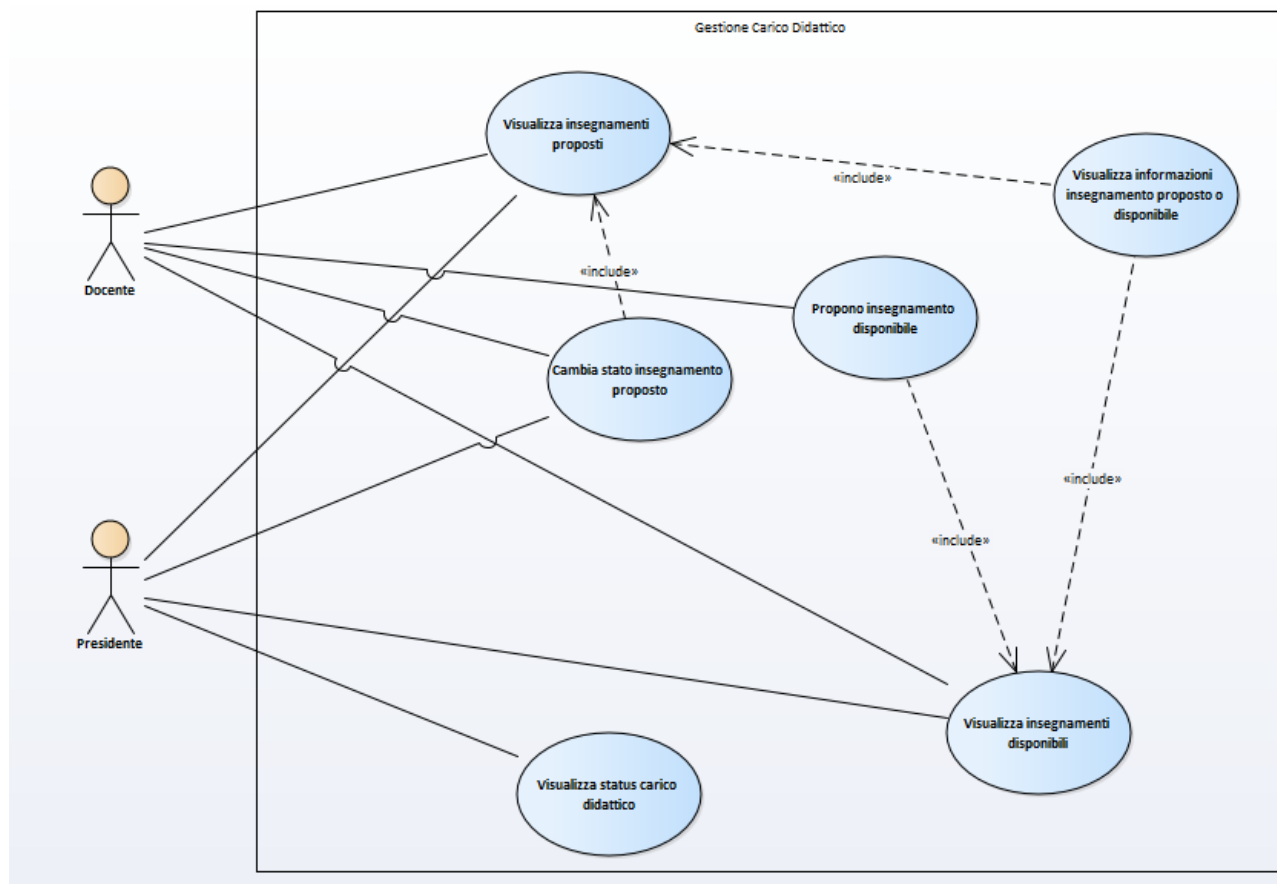 Gestione Carico Didattico
Visualizza insegnamenti
proposti
Visualizza informazioni
insegnamento proposto o
disponibile
«include»
Docente
«include»
Propono insegnamento
disponibile
Cambia stato insegnamento
proposto
«include»
«include»
Presidente
Visualizza insegnamenti
disponibili
Visualizza status carico
didattico